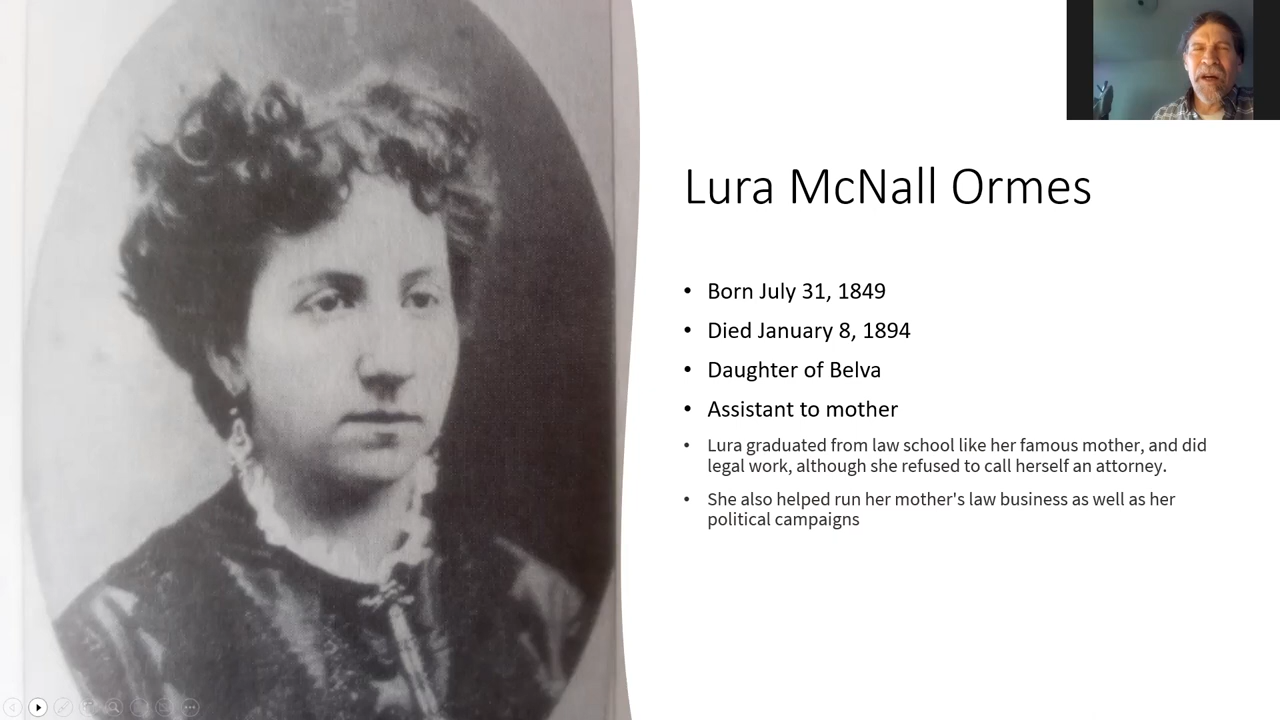 Lura McNall Ormes
• Born July 31, 1849
• Died January 8, 1894
• Daughter of Belva
• Assistant to mother
• Lura graduated from law school like her famous mother, and did
legal work, although she refused to call herself an attorney.
• She also helped run her mother's law business as well as her
political campaigns